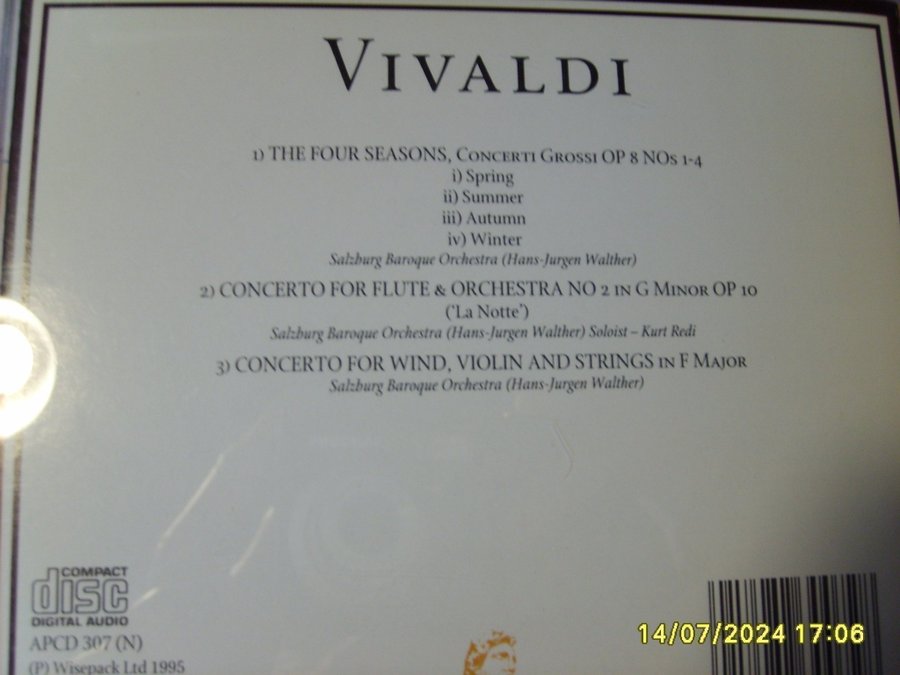 VIVALDI
1) THE FOUR SEASONS, CONCERTI GROSSI OP 8 NOS 1-4
i) Spring
ii) Summer
iii) Autumn
iv) Winter
Salzburg Baroque Orchestra (Hans-Jurgen Walther)
2) CONCERTO FOR FLUTE & ORCHESTRA NO 2 IN G MINOR OP 10
('La Notte')
Salzburg Baroque Orchestra (Hans-Jurgen Walther) Soloist – Kurt Redi
3) CONCERTO FOR WIND, VIOLIN AND STRINGS IN F MAJOR
Salzburg Baroque Orchestra (Hans-Jurgen Walther)
COMPACT
disc
DIGITAL AUDIO
APCD 307 (N)
(P) Wisepack Ltd 1995
14/07/2024 17:06